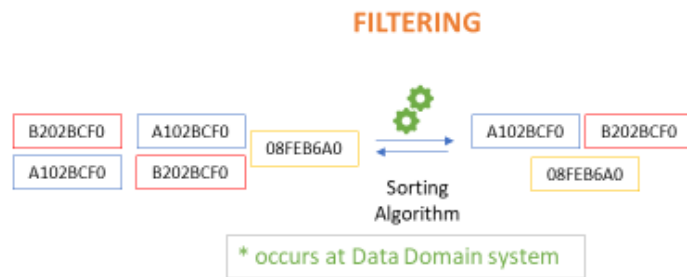 FILTERING
B202BCF0 A102BCF0 08FEB6A0 A102BCF0 B202BCF0
A102BCF0 B202BCF0
08FEB6A0
Sorting
Algorithm
* occurs at Data Domain system